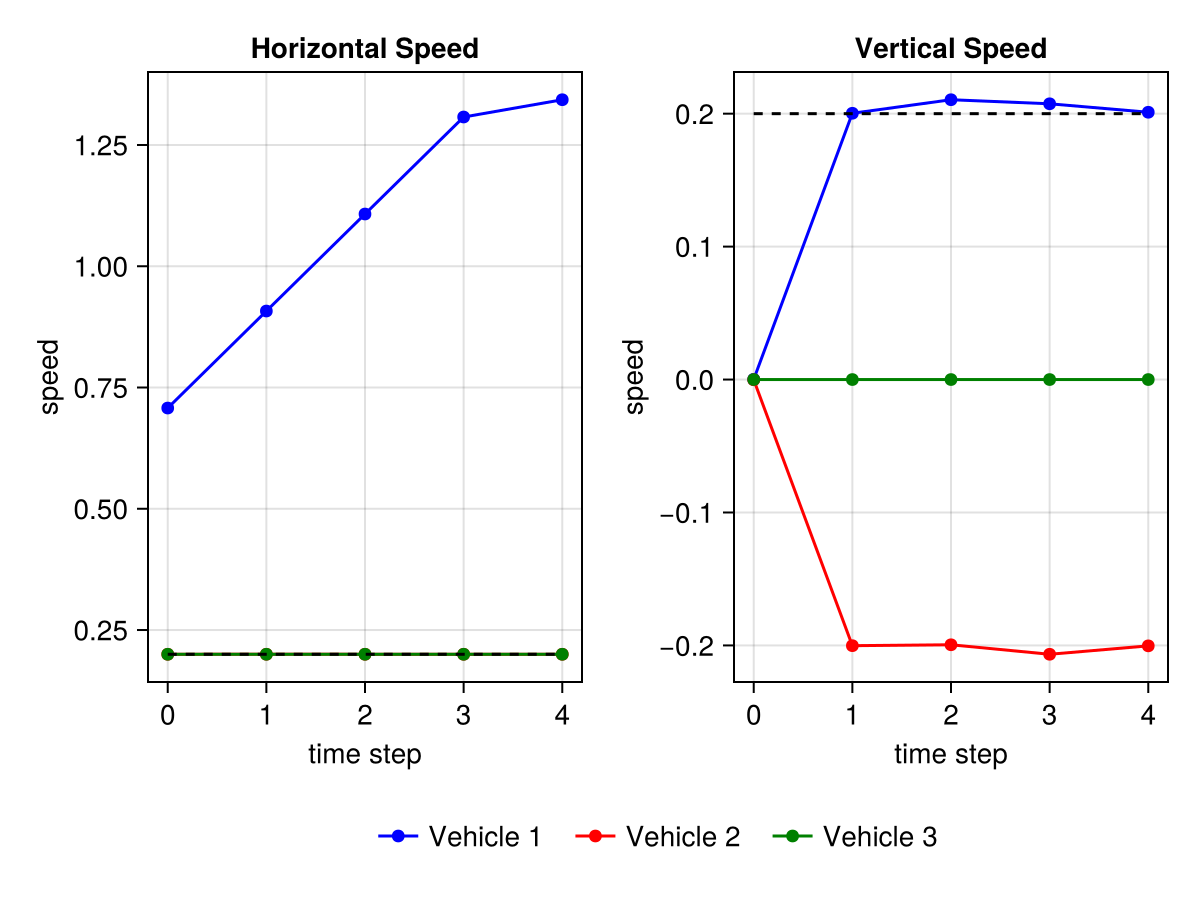 Horizontal Speed
Vertical Speed
speed
1.25
1.00
0.75
0.50
0.25
0
1
2
3
4
time step
speed
0.2
0.1
0.0
−0.1
−0.2
0
1
2
3
4
time step
Vehicle 1
Vehicle 2
Vehicle 3